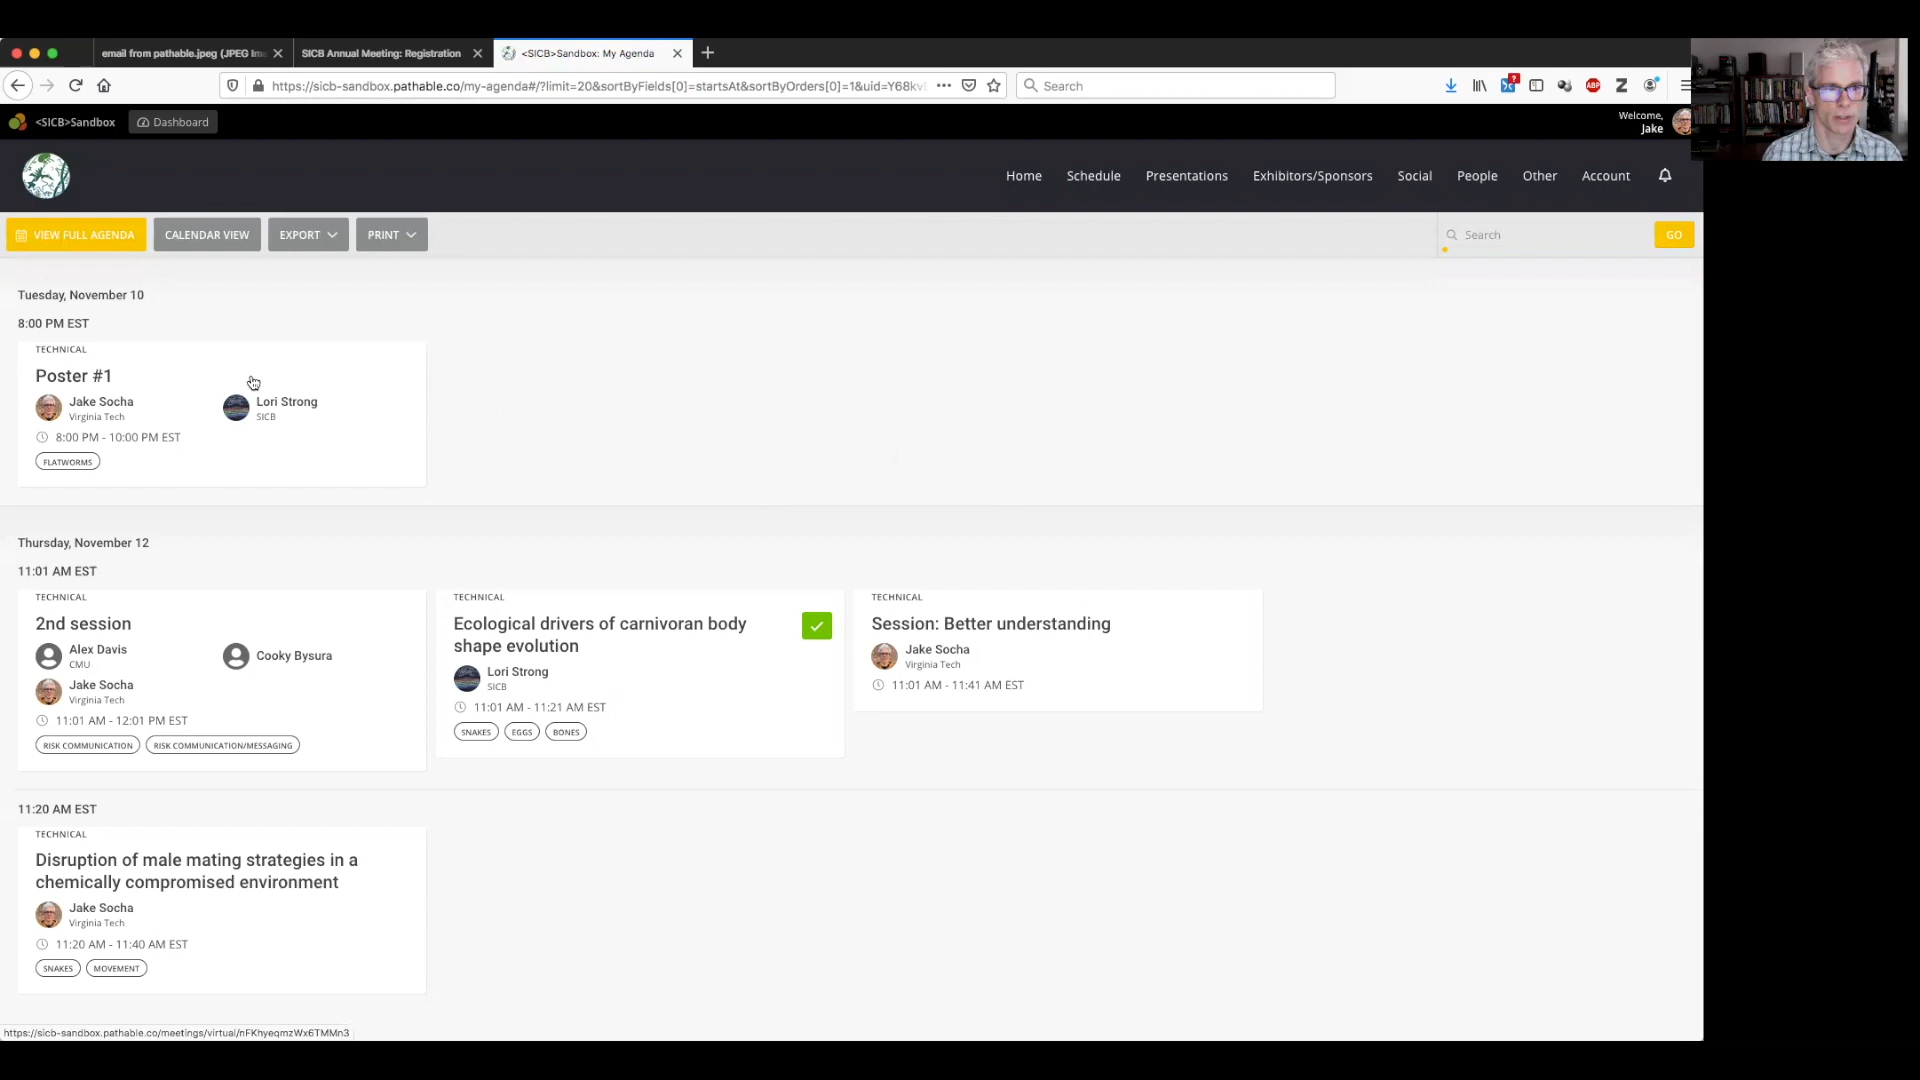 email from pathable.jpeg (JPEG Im
SICB Annual Meeting: Registration
<SICB>Sandbox: My Agenda
https://sicb-sandbox.pathable.co/my-agenda#/?limit=20&sortByFields[0]=startsAt&sortByOrders[0]=1&uid=Y68kv
Search
ABP
Z
<SICB>Sandbox
Dashboard
Welcome,
Jake
Home
Schedule
Presentations
Exhibitors/Sponsors
Social
People
Other
Account
VIEW FULL AGENDA
CALENDAR VIEW
EXPORT
PRINT
Search
GO
Tuesday, November 10
8:00 PM EST
TECHNICAL
Poster #1
Jake Socha
Virginia Tech
Lori Strong
SICB
8:00 PM - 10:00 PM EST
FLATWORMS
Thursday, November 12
11:01 AM EST
TECHNICAL
2nd session
Alex Davis
CMU
Cooky Bysura
Jake Socha
Virginia Tech
11:01 AM - 12:01 PM EST
RISK COMMUNICATION
RISK COMMUNICATION/MESSAGING
TECHNICAL
Ecological drivers of carnivoran body
shape evolution
Lori Strong
SICB
11:01 AM - 11:21 AM EST
SNAKES
EGGS
BONES
TECHNICAL
Session: Better understanding
Jake Socha
Virginia Tech
11:01 AM - 11:41 AM EST
11:20 AM EST
TECHNICAL
Disruption of male mating strategies in a
chemically compromised environment
Jake Socha
Virginia Tech
11:20 AM - 11:40 AM EST
SNAKES
MOVEMENT
https://sicb-sandbox.pathable.co/meetings/virtual/nFKhyeqmzWx6TMMn3